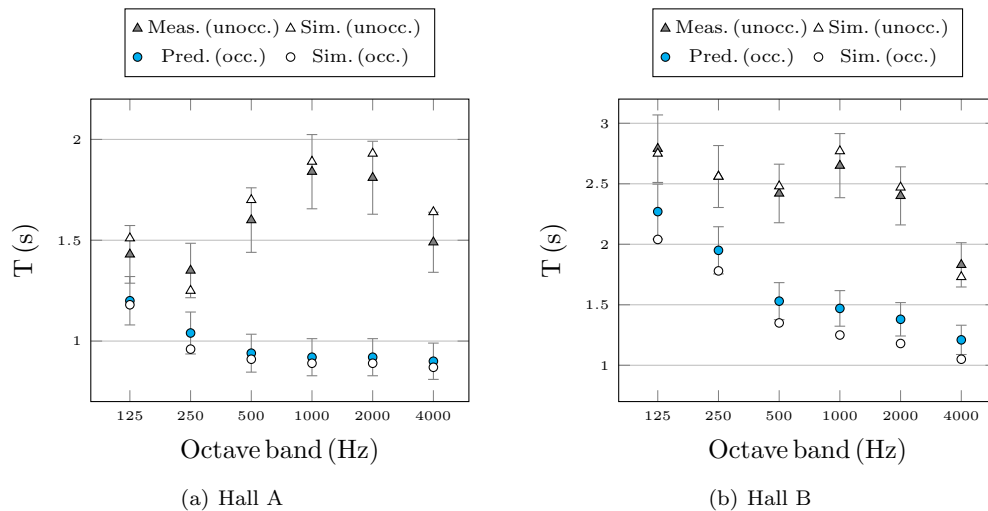 Meas. (unocc.) Sim. (unocc.)
Pred. (occ.) Sim. (occ.)
2
1.5
1
T (s)
125 250 500 1000 2000 4000
Octave band (Hz)
(a) Hall A
Meas. (unocc.) Sim. (unocc.)
Pred. (occ.) Sim. (occ.)
3
2.5
2
1.5
1
T (s)
125 250 500 1000 2000 4000
Octave band (Hz)
(b) Hall B